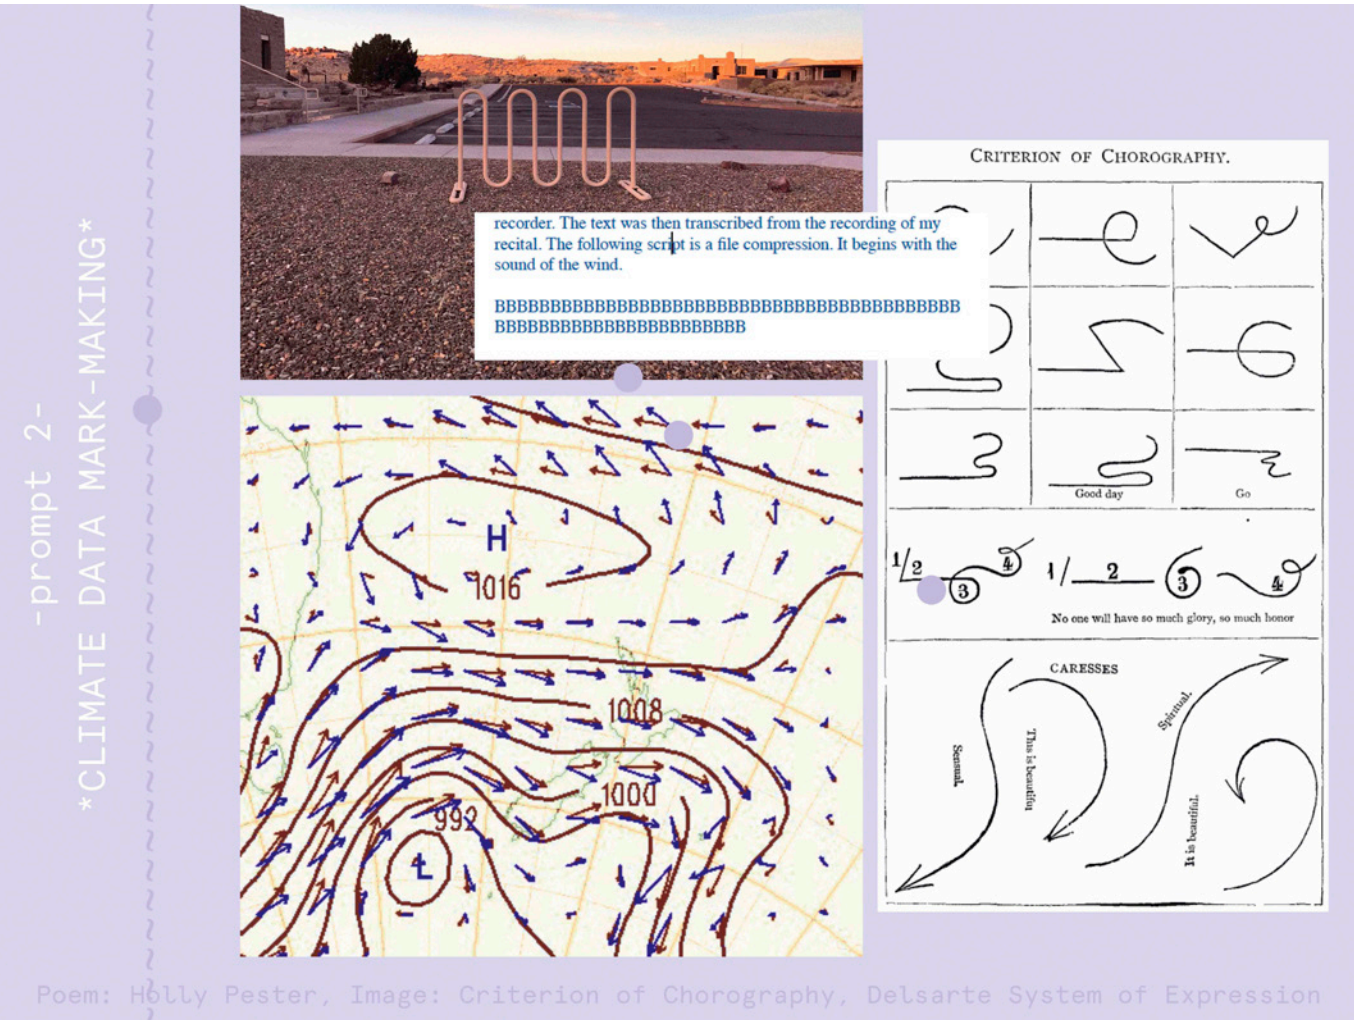 -prompt 2-
*CLIMATE DATA MARK-MAKING*
recorder. The text was then transcribed from the recording of my
recital. The following script is a file compression. It begins with the
sound of the wind.
BBBBBBBBBBBBBBBBBBBBBBBBBBBBBBBBBBBBBBBBBBB
BBBBBBBBBBBBBBBBBBBBBBB
H
1016
1008
1000
992
L
CRITERION OF CHOROGRAPHY.
Good day
Go
1/2 3 4
1/ 2 3 4
No one will have so much glory, so much honor
CARESSES
Sensual.
This is beautiful
Spiritual.
It is beautiful.
Poem: Holly Pester, Image: Criterion of Chorography, Delsarte System of Expression